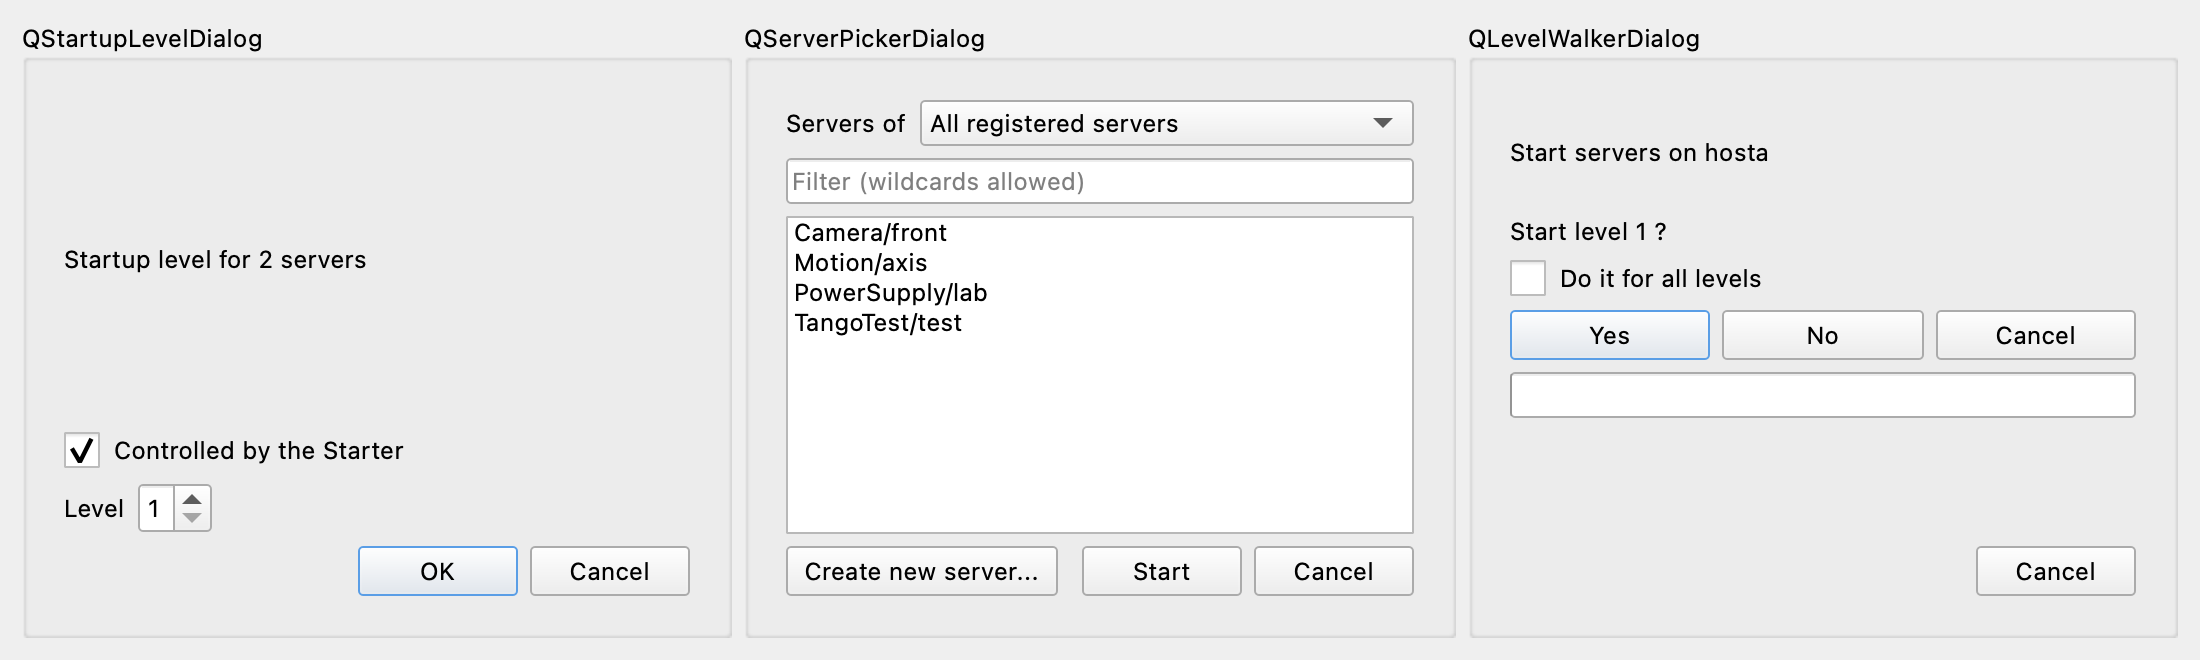 QStartupLevelDialog
Startup level for 2 servers
Controlled by the Starter
Level 1
OK Cancel
QServerPickerDialog
Servers of All registered servers
Filter (wildcards allowed)
Camera/front
Motion/axis
PowerSupply/lab
TangoTest/test
Create new server... Start Cancel
QLevelWalkerDialog
Start servers on hosta
Start level 1 ?
Do it for all levels
Yes No Cancel
Cancel